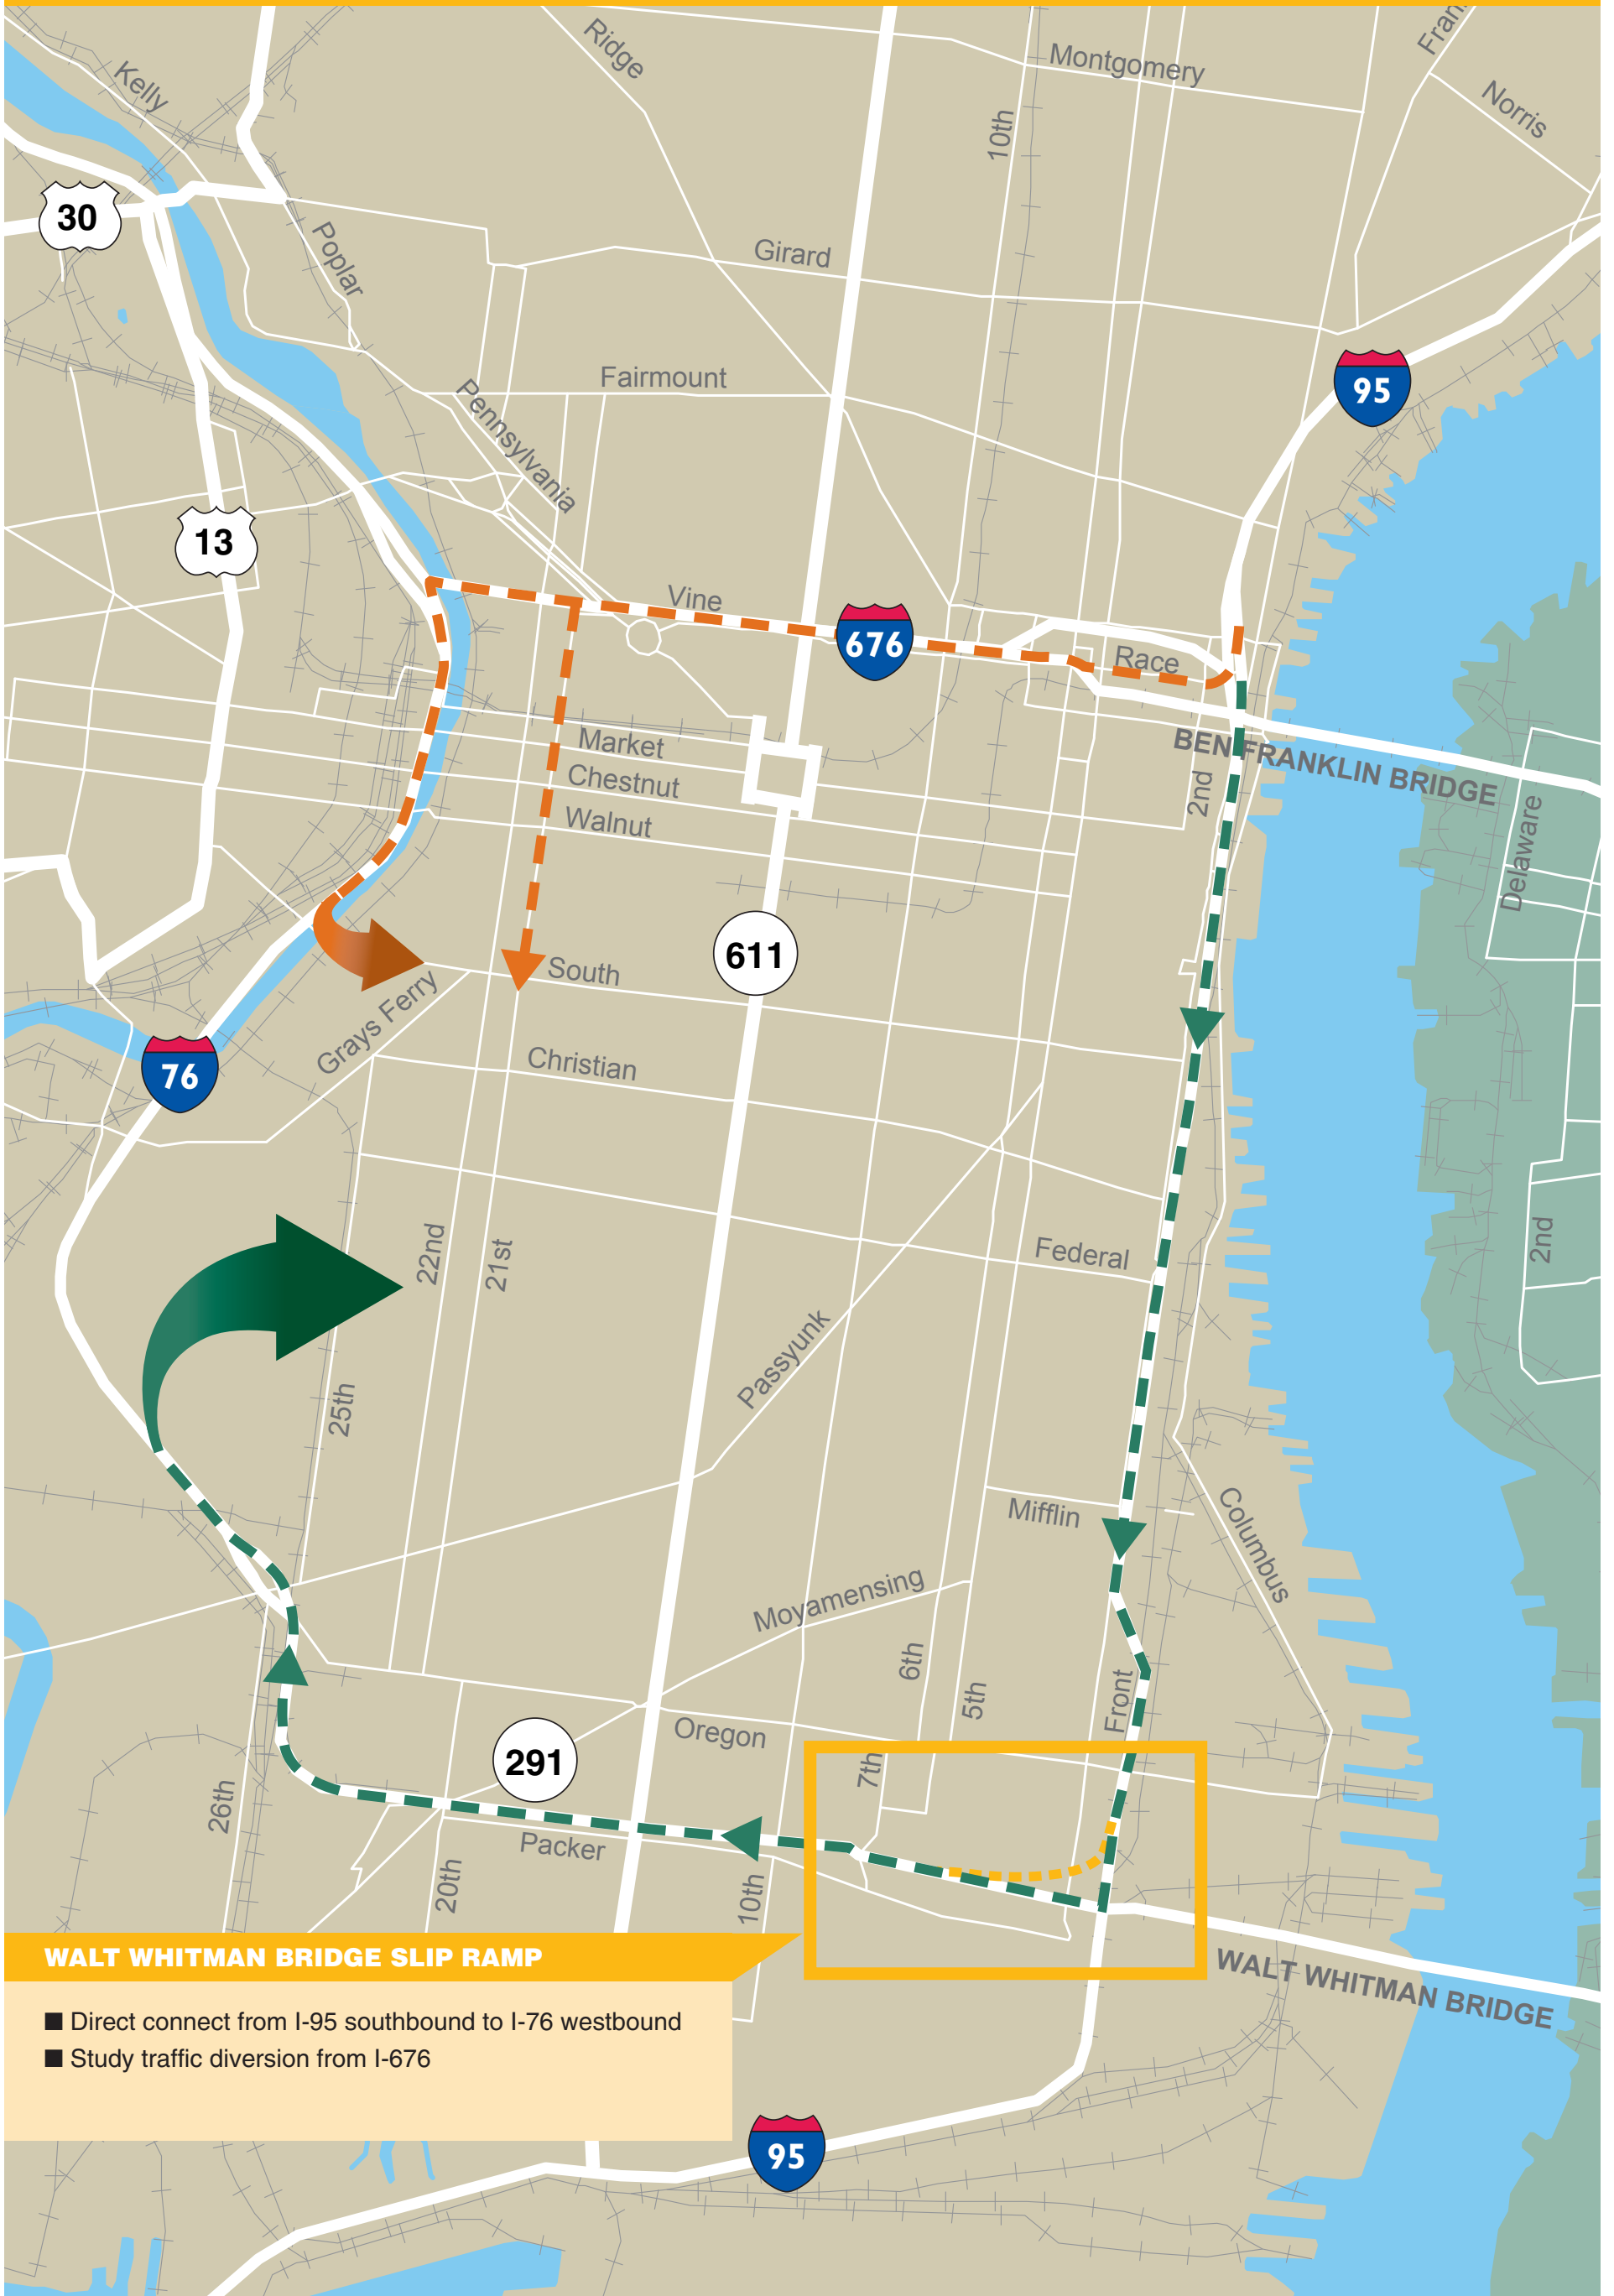 Ridge
Fran
Montgomery
Kelly
Norris
10th
30
Poplar
Girard
Fairmount
95
Pennsylvania
13
Vine
676
Race
Market
BEN FRANKLIN BRIDGE
Chestnut
2nd
Walnut
Delaware
611
South
Grays Ferry
Christian
76
22nd
21st
Federal
2nd
Passyunk
25th
Mifflin
Columbus
Moyamensing
6th
5th
Front
Oregon
291
7th
26th
Packer
20th
10th
WALT WHITMAN BRIDGE
WALT WHITMAN BRIDGE SLIP RAMP
■ Direct connect from I-95 southbound to I-76 westbound
■ Study traffic diversion from I-676
95